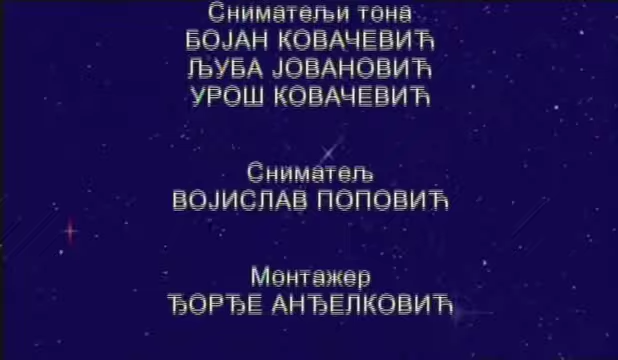 Сниматељи тона
БОЈАН КОВАЧЕВИЋ
ЉУБА ЈОВАНОВИЋ
УРОШ КОВАЧЕВИЋ
Сниматељ
ВОЈИСЛАВ ПОПОВИЋ
Монтажер
ЂОРЂЕ АНЂЕЛКОВИЋ